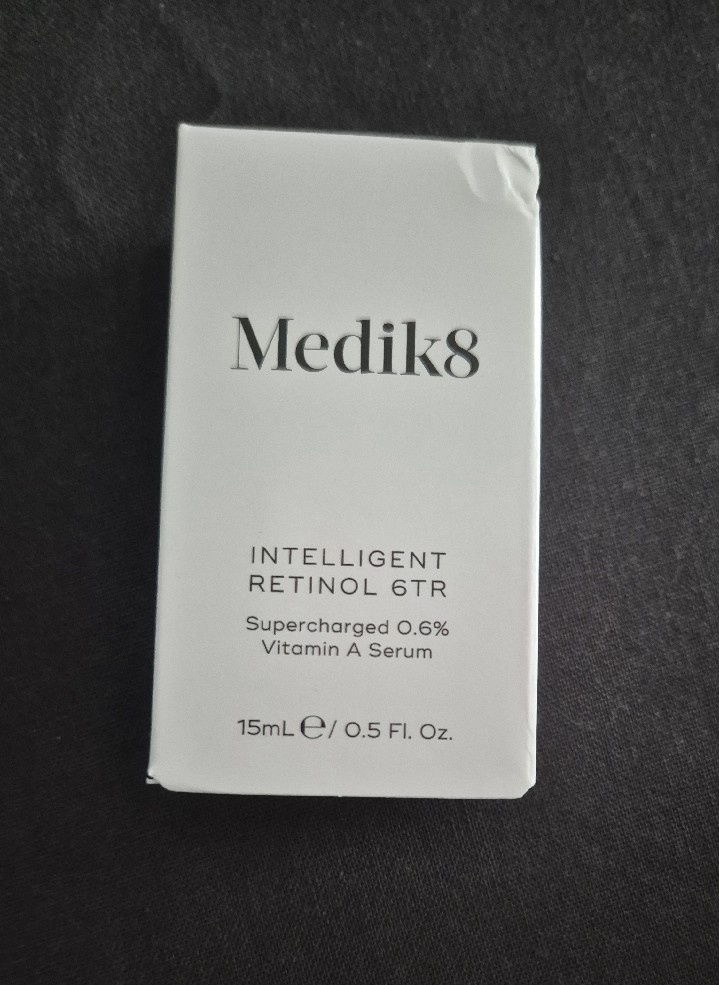 Medik8
INTELLIGENT
RETINOL 6TR
Supercharged 0.6%
Vitamin A Serum
15mL ℮/ 0.5 Fl. Oz.